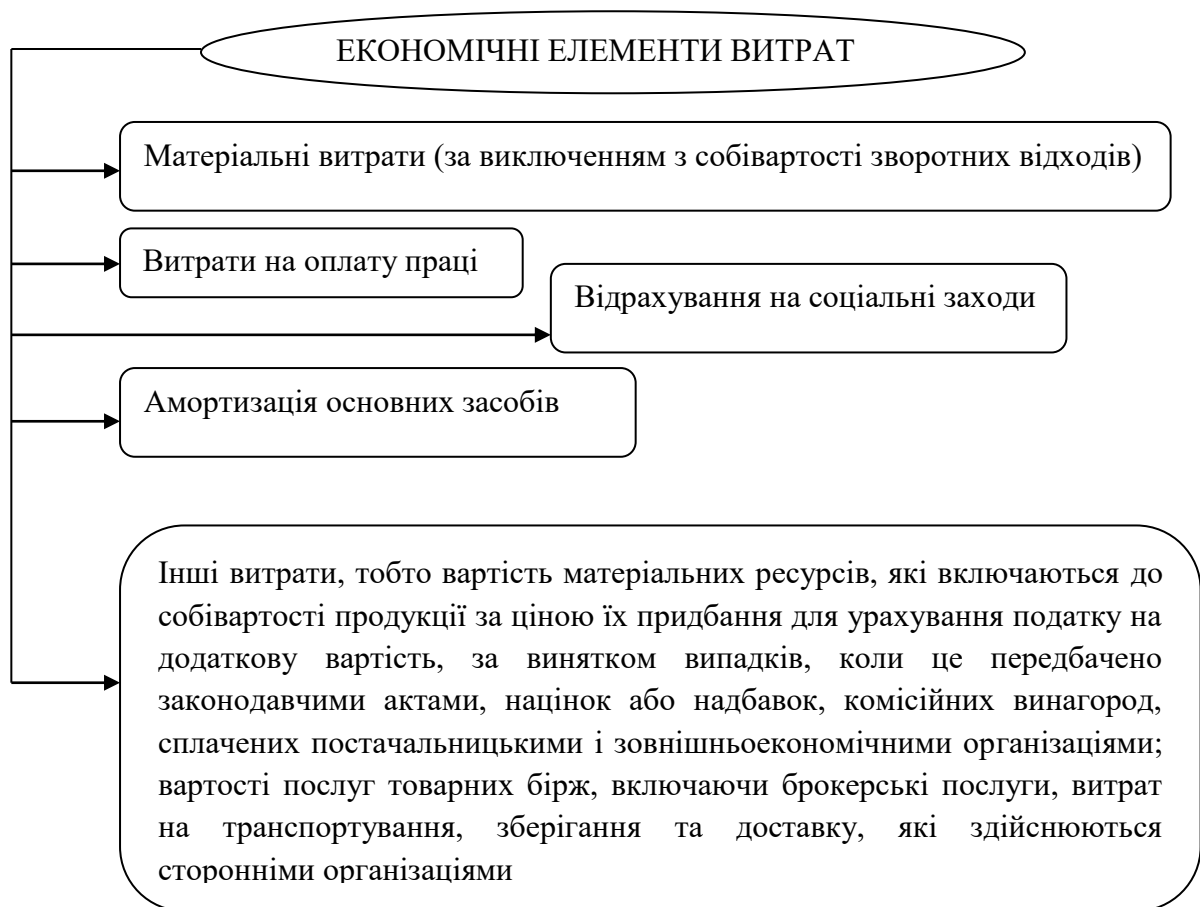 ЕКОНОМІЧНІ ЕЛЕМЕНТИ ВИТРАТ
Матеріальні витрати (за виключенням з собівартості зворотних відходів)
Витрати на оплату праці
Відрахування на соціальні заходи
Амортизація основних засобів
Інші витрати, тобто вартість матеріальних ресурсів, які включаються до
собівартості продукції за ціною їх придбання для урахування податку на
додаткову вартість, за винятком випадків, коли це передбачено
законодавчими актами, націнок або надбавок, комісійних винагород,
сплачених постачальницькими і зовнішньоекономічними організаціями;
вартості послуг товарних бірж, включаючи брокерські послуги, витрат
на транспортування, зберігання та доставку, які здійснюються
сторонніми організаціями